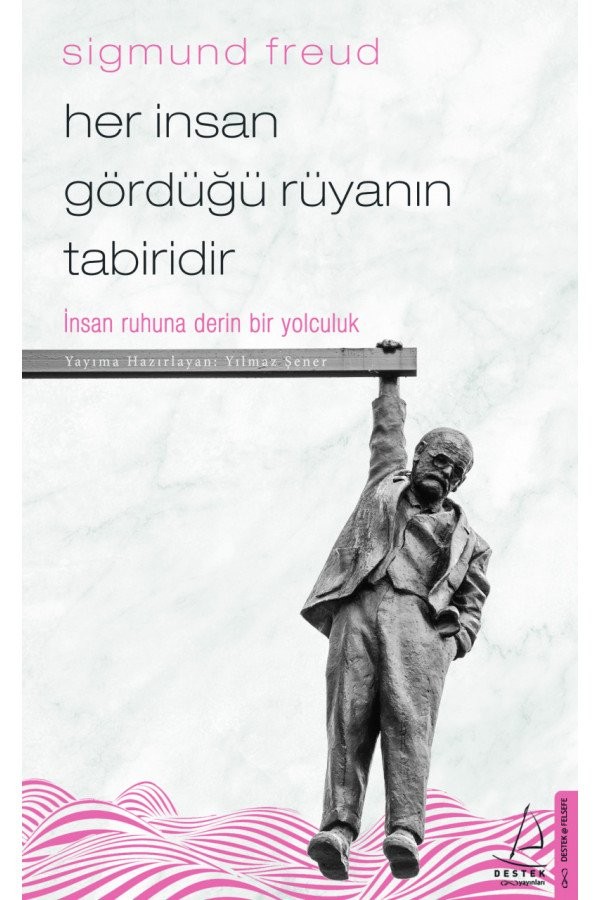 sigmund freud
her insan
gördüğü rüyanın
tabiridir
İnsan ruhuna derin bir yolculuk
Yayıma Hazırlayan: Yılmaz Şener
DESTEK
yayınları
DESTEK@FELSEFE